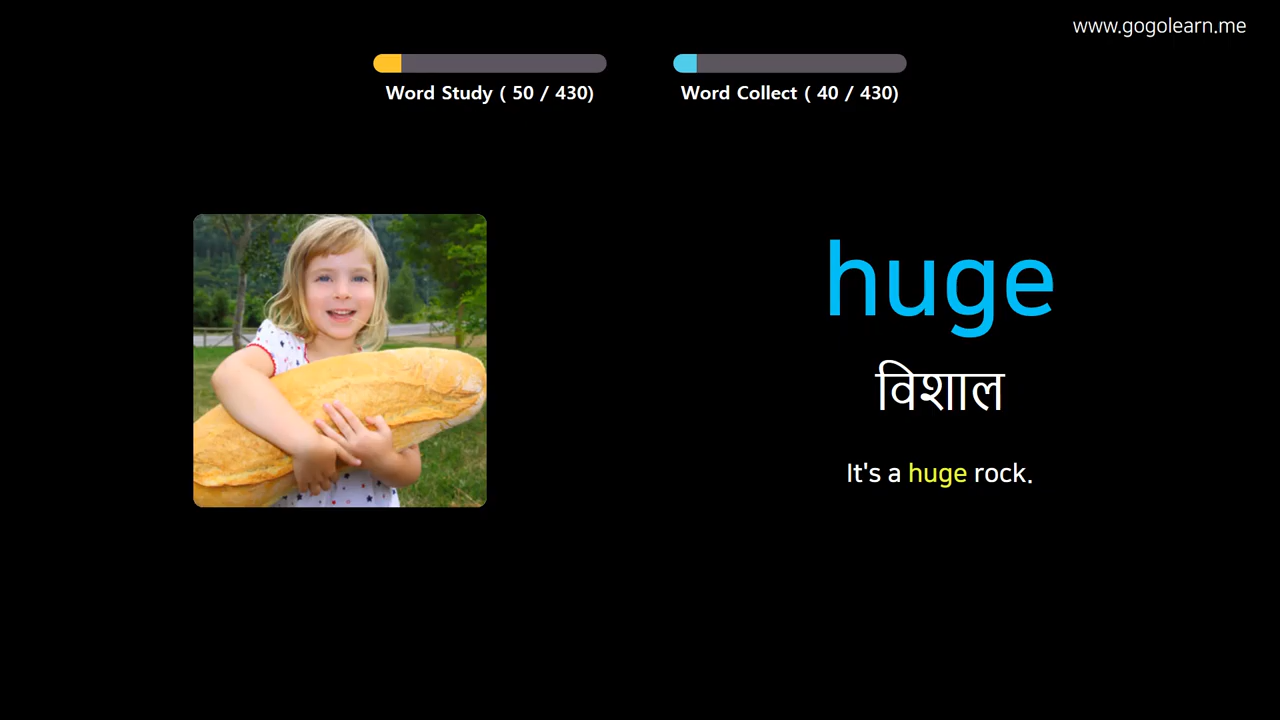 www.gogolearn.me
Word Study ( 50 / 430)
Word Collect ( 40 / 430)
huge
विशाल
It's a huge rock.